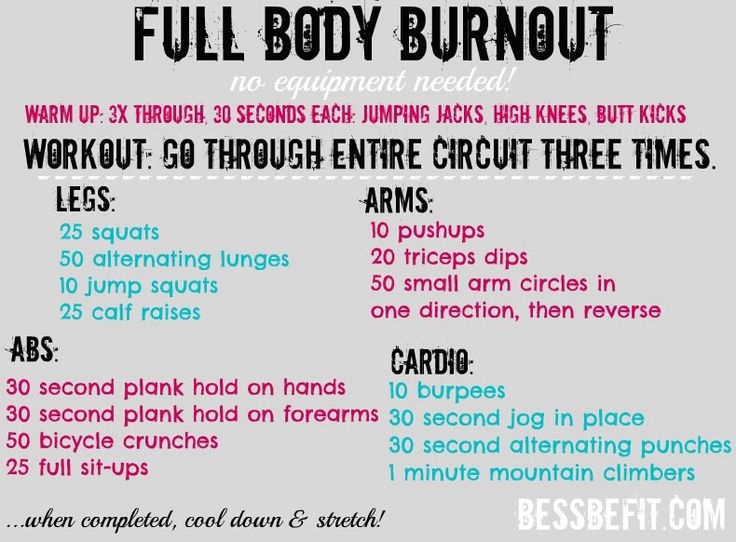 FULL BODY BURNOUT
no equipment needed!
WARM UP: 3X THROUGH, 30 SECONDS EACH: JUMPING JACKS, HIGH KNEES, BUTT KICKS
WORKOUT: GO THROUGH ENTIRE CIRCUIT THREE TIMES.
LEGS:
25 squats
50 alternating lunges
10 jump squats
25 calf raises
ARMS:
10 pushups
20 triceps dips
50 small arm circles in
one direction, then reverse
ABS:
30 second plank hold on hands
30 second plank hold on forearms
50 bicycle crunches
25 full sit-ups
CARDIO:
10 burpees
30 second jog in place
30 second alternating punches
1 minute mountain climbers
...when completed, cool down & stretch!
BESSBEFIT.COM